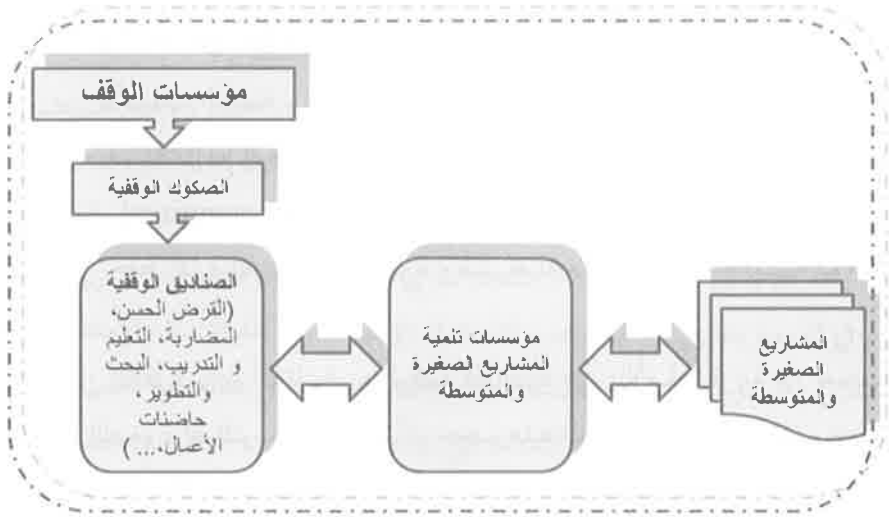 مؤسسات الوقف
الصكوك الوقفية
الصناديق الوقفية
(القرض الحسن،
المضاربة، التعليم
و التدريب، البحث
والتطوير،
حاضنات
الأعمال،... )
مؤسسات تنمية
المشاريع الصغيرة
والمتوسطة
المشاريع
الصغيرة
والمتوسطة